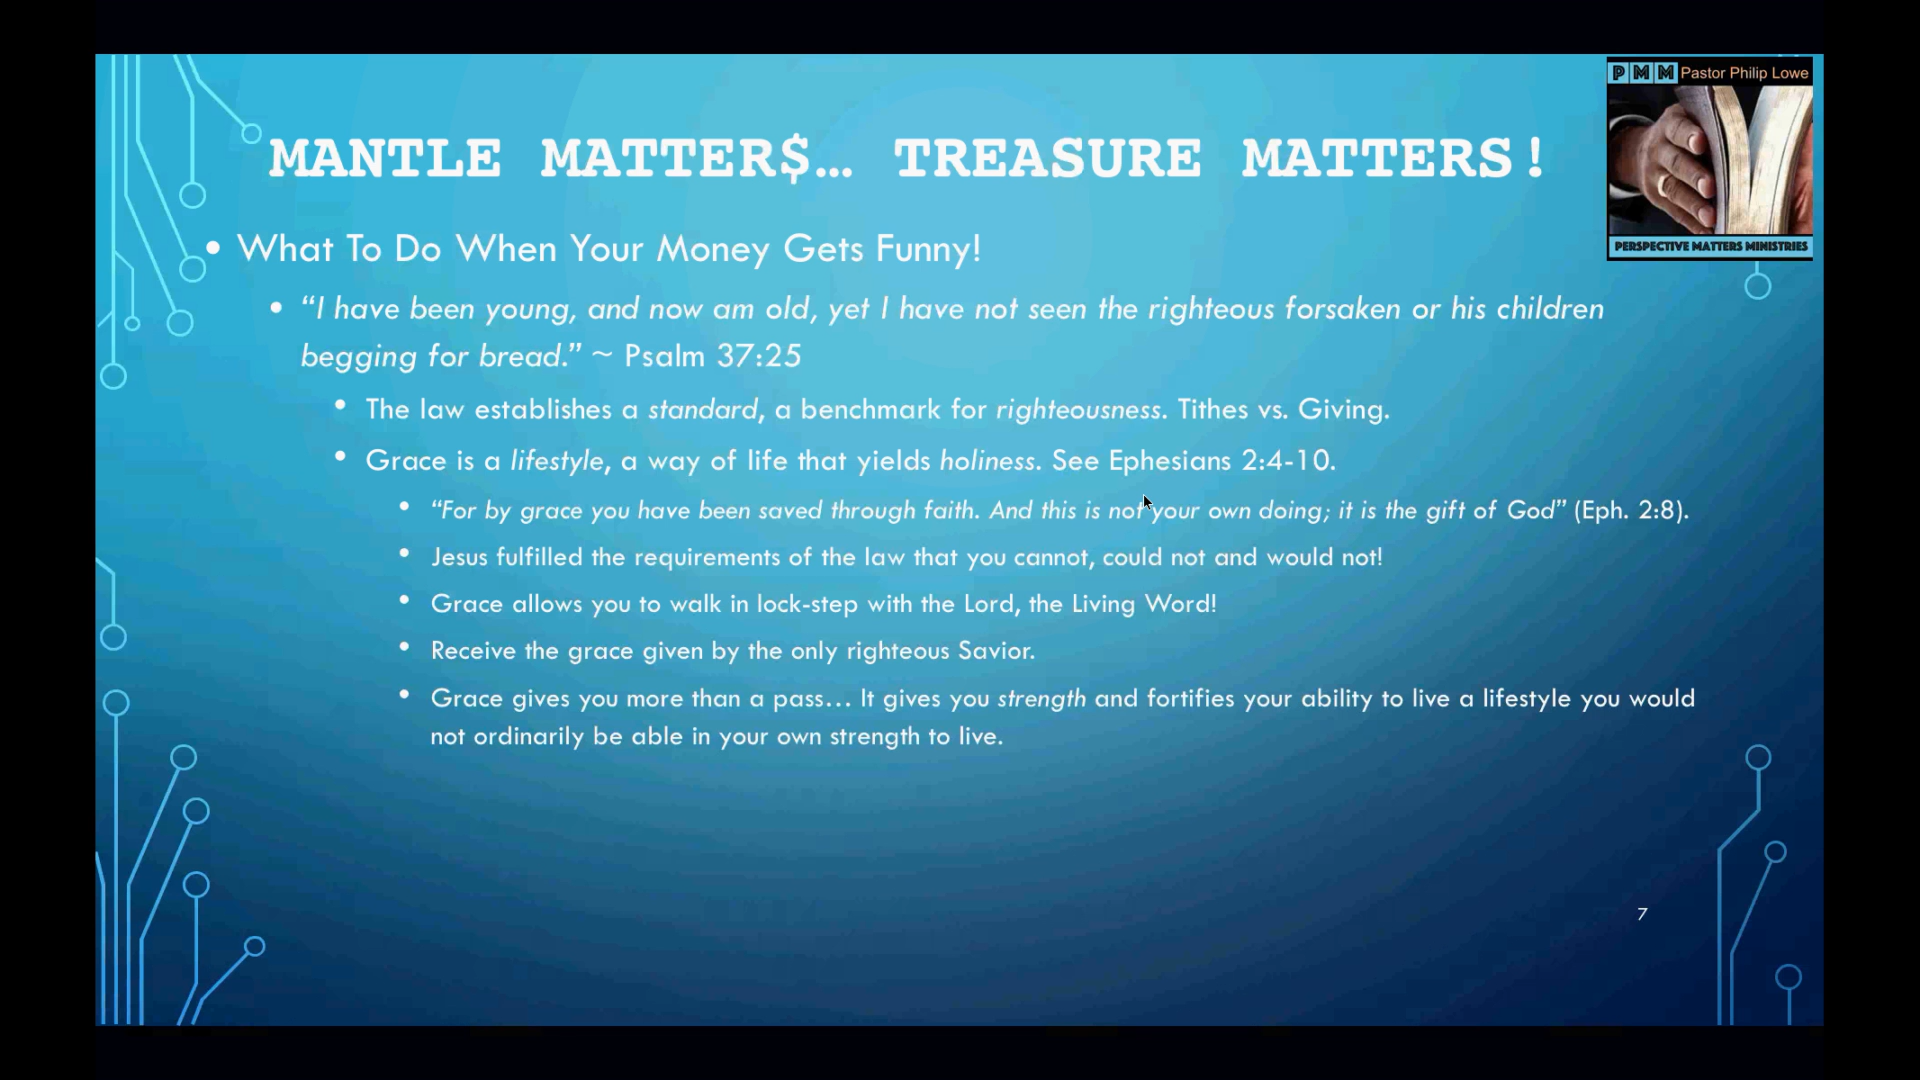 PMM Pastor Philip Lowe
PERSPECTIVE MATTERS MINISTRIES
MANTLE MATTER$… TREASURE MATTERS!
• What To Do When Your Money Gets Funny!
• “I have been young, and now am old, yet I have not seen the righteous forsaken or his children
begging for bread.” ~ Psalm 37:25
• The law establishes a standard, a benchmark for righteousness. Tithes vs. Giving.
• Grace is a lifestyle, a way of life that yields holiness. See Ephesians 2:4-10.
• “For by grace you have been saved through faith. And this is not your own doing; it is the gift of God” (Eph. 2:8).
• Jesus fulfilled the requirements of the law that you cannot, could not and would not!
• Grace allows you to walk in lock-step with the Lord, the Living Word!
• Receive the grace given by the only righteous Savior.
• Grace gives you more than a pass… It gives you strength and fortifies your ability to live a lifestyle you would
not ordinarily be able in your own strength to live.
7